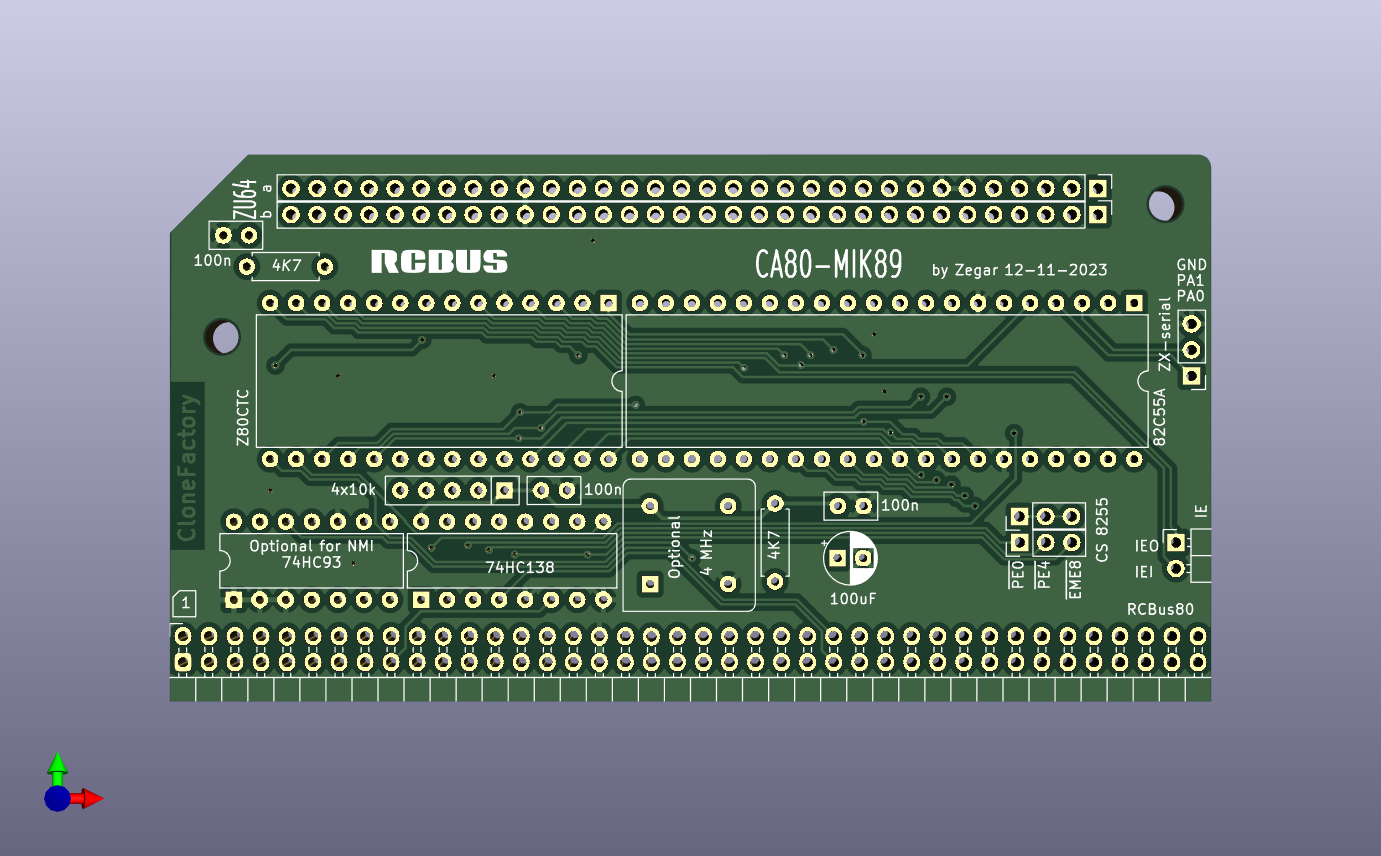 ZU64
a
b
100n
4K7
RCBUS
CA80-MIK89
by Zegar 12-11-2023
GND
PA1
PA0
ZX-serial
Z80CTC
82C55A
CloneFactory
4x10k
100n
Optional for NMI
74HC93
74HC138
Optional
4 MHz
4K7
100n
+
100uF
CS 8255
PE0
PE4
EME8
IE
IEO
IEI
RCBus80
1